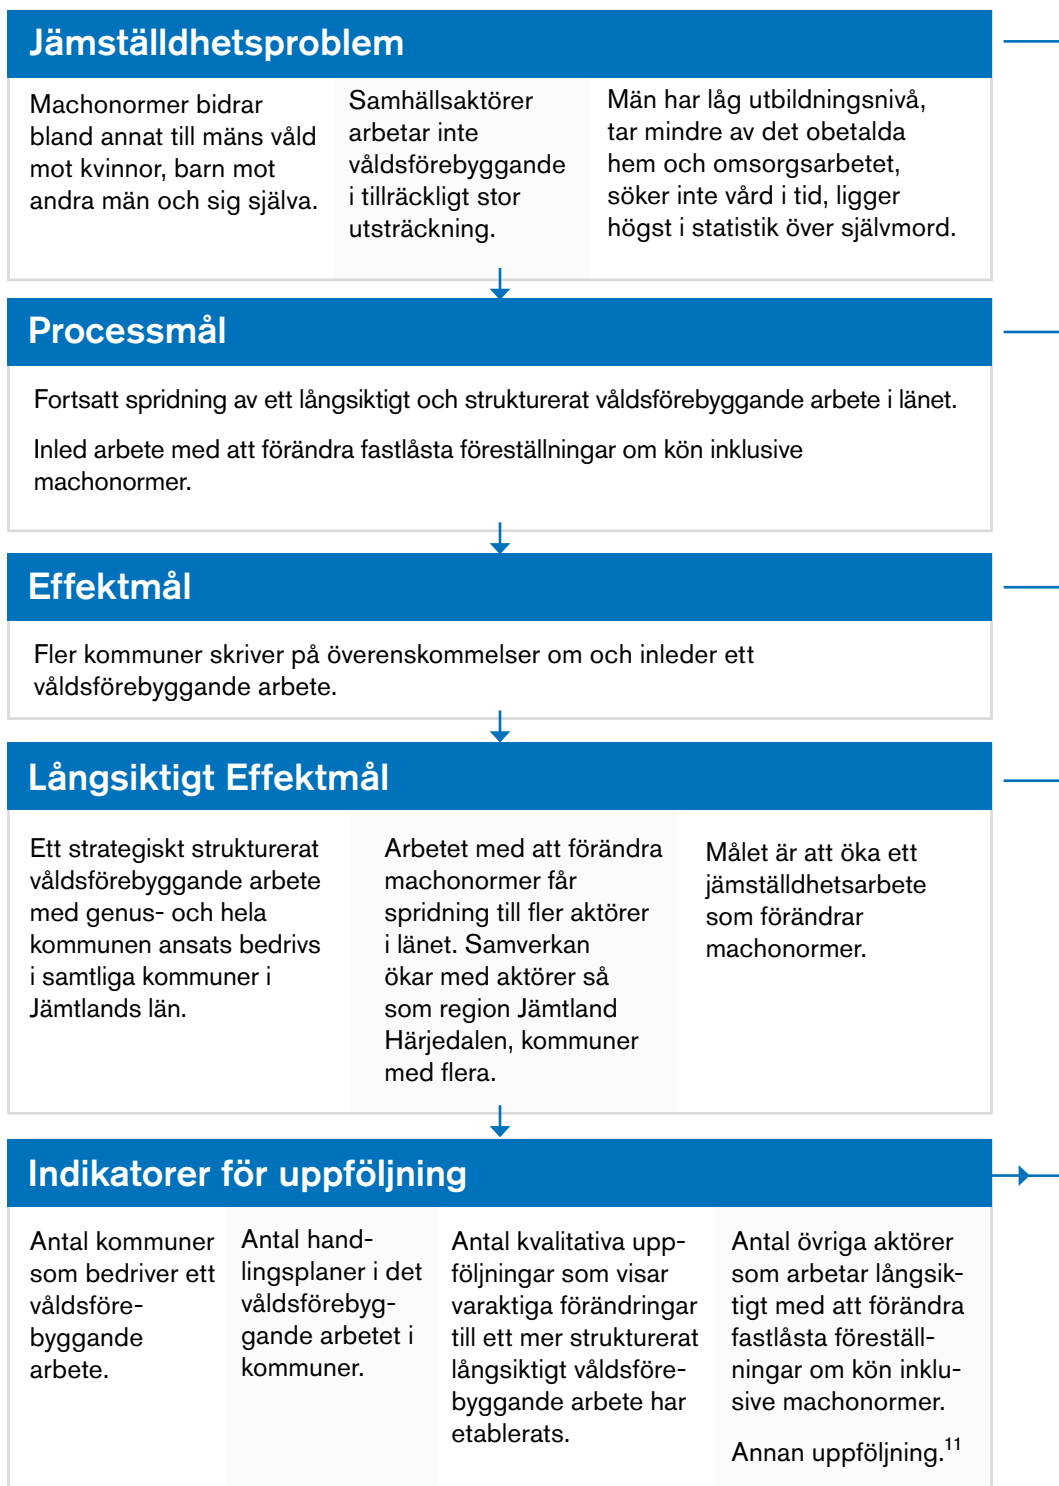 Jämställdhetsproblem
Machonormer bidrar
bland annat till mäns våld
mot kvinnor, barn mot
andra män och sig själva.
Samhällsaktörer
arbetar inte
våldsförebyggande
i tillräckligt stor
utsträckning.
Män har låg utbildningsnivå,
tar mindre av det obetalda
hem och omsorgsarbetet,
söker inte vård i tid, ligger
högst i statistik över självmord.
Processmål
Fortsatt spridning av ett långsiktigt och strukturerat våldsförebyggande arbete i länet.
Inled arbete med att förändra fastlåsta föreställningar om kön inklusive
machonormer.
Effektmål
Fler kommuner skriver på överenskommelser om och inleder ett
våldsförebyggande arbete.
Långsiktigt Effektmål
Ett strategiskt strukturerat
våldsförebyggande arbete
med genus- och hela
kommunen ansats bedrivs
i samtliga kommuner i
Jämtlands län.
Arbetet med att förändra
machonormer får
spridning till fler aktörer
i länet. Samverkan
ökar med aktörer så
som region Jämtland
Härjedalen, kommuner
med flera.
Målet är att öka ett
jämställdhetsarbete
som förändrar
machonormer.
Indikatorer för uppföljning
Antal kommuner
som bedriver ett
våldsföre-
byggande
arbete.
Antal hand-
lingsplaner i det
våldsförebyg-
gande arbetet i
kommuner.
Antal kvalitativa upp-
följningar som visar
varaktiga förändringar
till ett mer strukturerat
långsiktigt våldsföre-
byggande arbete har
etablerats.
Antal övriga aktörer
som arbetar långsik-
tigt med att förändra
fastlåsta föreställ-
ningar om kön inklu-
sive machonormer.
Annan uppföljning.11